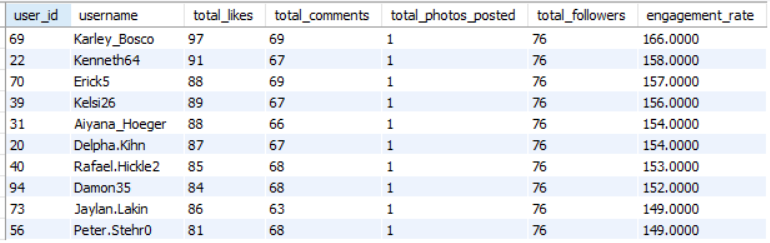 user_id username total_likes total_comments total_photos_posted total_followers engagement_rate
69 Karley_Bosco 97 69 1 76 166.0000
22 Kenneth64 91 67 1 76 158.0000
70 Erick5 88 69 1 76 157.0000
39 Kelsi26 89 67 1 76 156.0000
31 Aiyana_Hoeger 88 66 1 76 154.0000
20 Delpha.Kihn 87 67 1 76 154.0000
40 Rafael.Hickle2 85 68 1 76 153.0000
94 Damon35 84 68 1 76 152.0000
73 Jaylan.Lakin 86 63 1 76 149.0000
56 Peter.Stehr0 81 68 1 76 149.0000